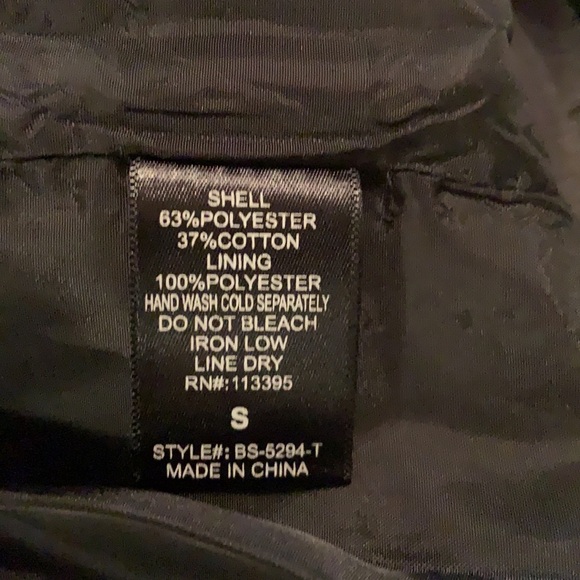 SHELL
63%POLYESTER
37%COTTON
LINING
100%POLYESTER
HAND WASH COLD SEPARATELY
DO NOT BLEACH
IRON LOW
LINE DRY
RN#:113395
S
STYLE#: BS-5294-T
MADE IN CHINA